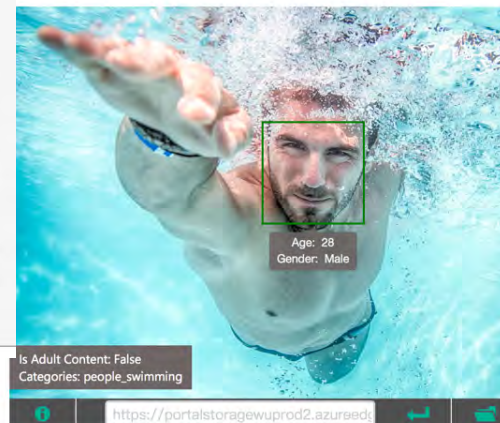 Age: 28
Gender: Male
Is Adult Content: False
Categories: people_swimming
https://portalstoragewuprod2.azureedg